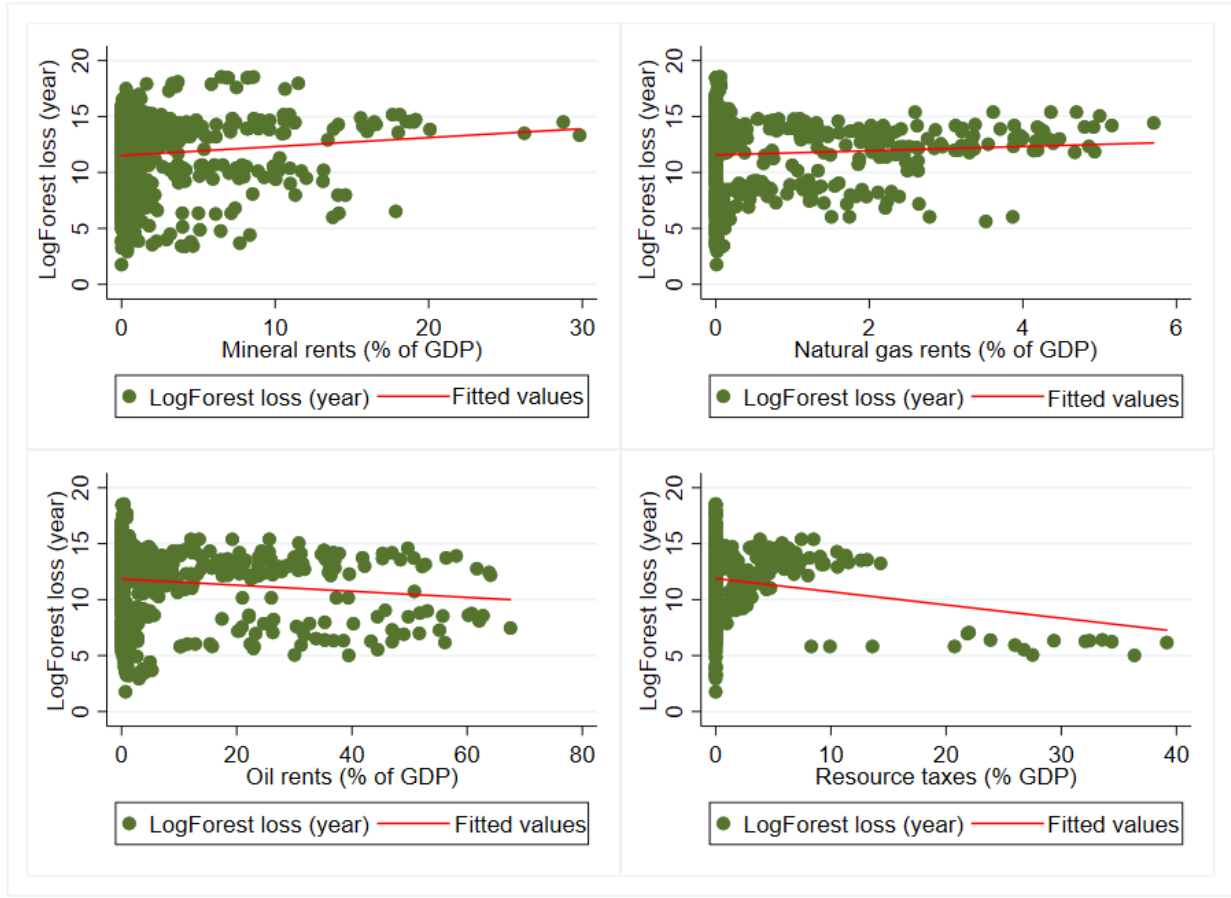 LogForest loss (year)
20
15
10
5
0
0 10 20 30
Mineral rents (% of GDP)
LogForest loss (year) Fitted values
LogForest loss (year)
20
15
10
5
0
0 2 4 6
Natural gas rents (% of GDP)
LogForest loss (year) Fitted values
LogForest loss (year)
20
15
10
5
0
0 20 40 60 80
Oil rents (% of GDP)
LogForest loss (year) Fitted values
LogForest loss (year)
20
15
10
5
0
0 10 20 30 40
Resource taxes (% GDP)
LogForest loss (year) Fitted values